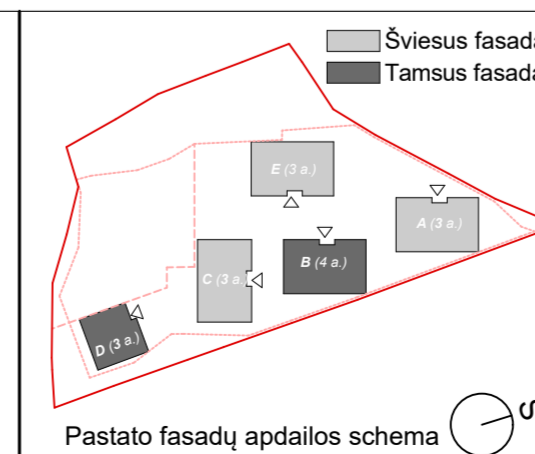 Šviesus fasada
Tamsus fasada
E (3 a.)
A (3 a.)
B (4 a.)
C (3 a.)
D (3 a.)
Pastato fasadų apdailos schema
S